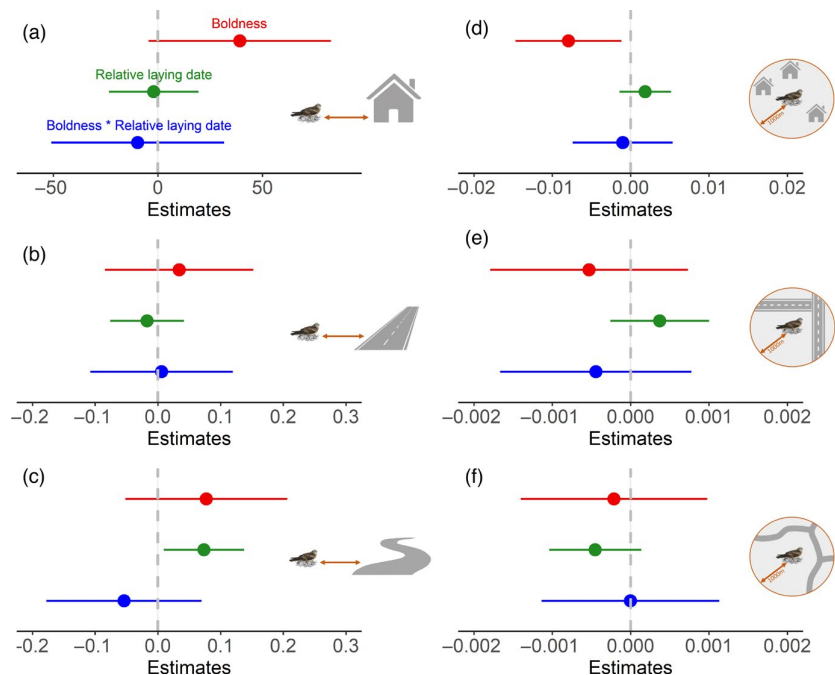 (a)
Boldness
Relative laying date
Boldness * Relative laying date
−50 0 50
Estimates
(b)
−0.2 −0.1 0.0 0.1 0.2 0.3
Estimates
(c)
−0.2 −0.1 0.0 0.1 0.2 0.3
Estimates
(d)
1000m
−0.02 −0.01 0.00 0.01 0.02
Estimates
(e)
1000m
−0.002 −0.001 0.000 0.001 0.002
Estimates
(f)
1000m
−0.002 −0.001 0.000 0.001 0.002
Estimates